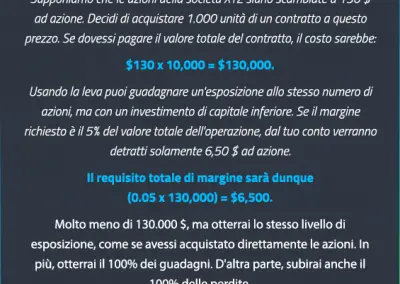 Supponiamo che le azioni della società XYZ siano scambiate a 130 $
ad azione. Decidi di acquistare 1.000 unità di un contratto a questo
prezzo. Se dovessi pagare il valore totale del contratto, il costo sarebbe:
$130 x 10,000 = $130,000.
Usando la leva puoi guadagnare un'esposizione allo stesso numero di
azioni, ma con un investimento di capitale inferiore. Se il margine
richiesto è il 5% del valore totale dell'operazione, dal tuo conto verranno
detratti solamente 6,50 $ ad azione.
Il requisito totale di margine sarà dunque
(0.05 x 130,000) = $6,500.
Molto meno di 130.000 $, ma otterrai lo stesso livello di
esposizione, come se avessi acquistato direttamente le azioni. In
più, otterrai il 100% dei guadagni. D'altra parte, subirai anche il
100% delle perdite